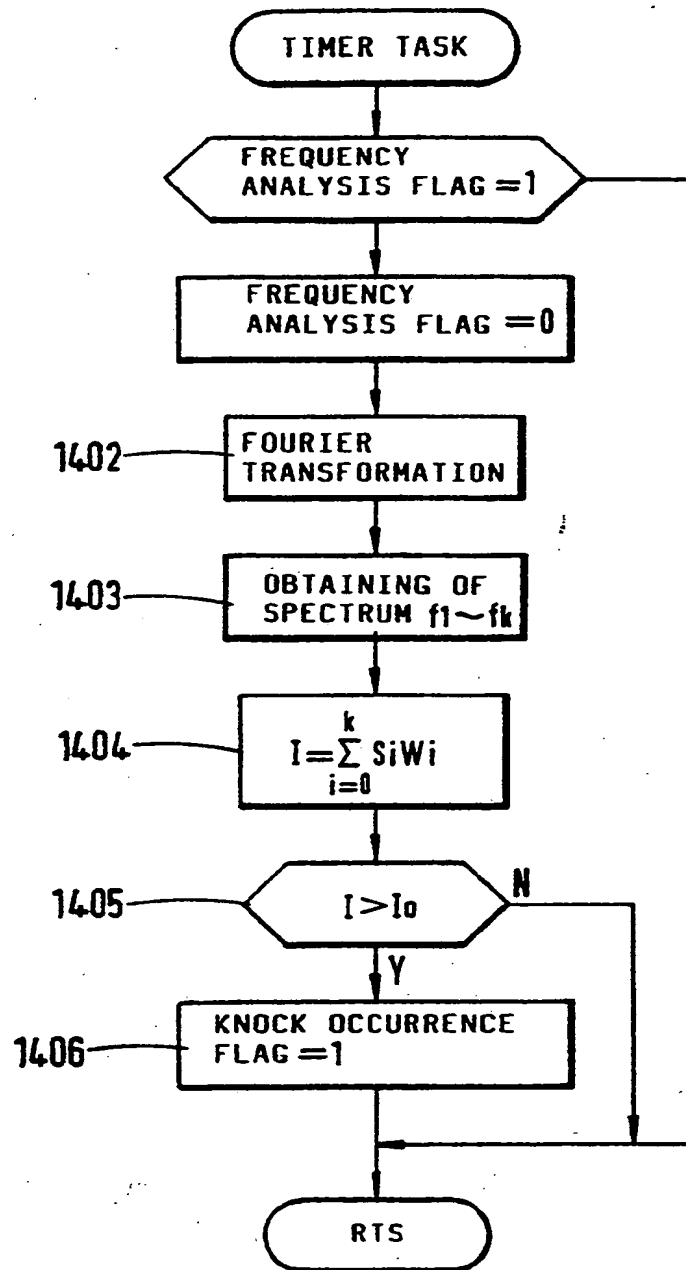 TIMER TASK
FREQUENCY
ANALYSIS FLAG =1
FREQUENCY
ANALYSIS FLAG =0
1402
FOURIER
TRANSFORMATION
1403
OBTAINING OF
SPECTRUM f1~fk
1404
k
I=∑ SiWi
i=0
1405
I>Io
N
Y
1406
KNOCK OCCURRENCE
FLAG =1
RTS